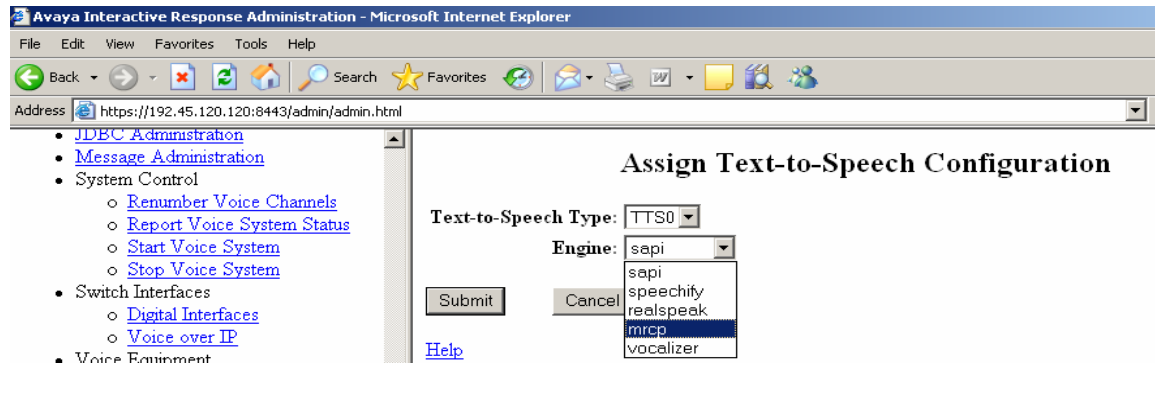 Avaya Interactive Response Administration - Microsoft Internet Explorer
File Edit View Favorites Tools Help
Back Search Favorites
Address https://192.45.120.120:8443/admin/admin.html
JDBC Administration
Message Administration
System Control
Renumber Voice Channels
Report Voice System Status
Start Voice System
Stop Voice System
Switch Interfaces
Digital Interfaces
Voice over IP
Voice Equipment
Assign Text-to-Speech Configuration
Text-to-Speech Type: TTS0
Engine: sapi
sapi
speechify
realspeak
mrcp
vocalizer
Submit Cancel
Help